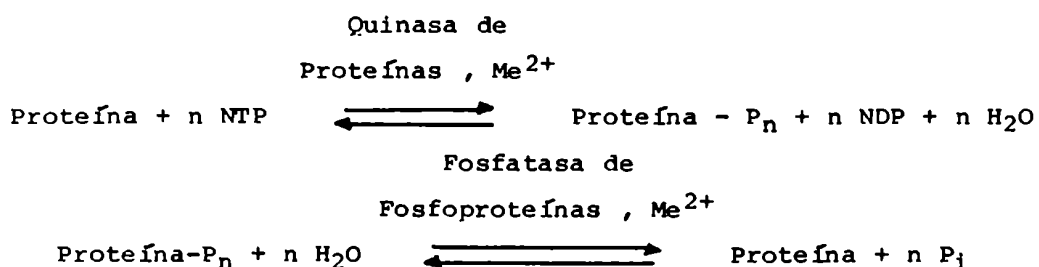 Quinasa de
Proteínas , Me²⁺
Proteína + n NTP ⇌ Proteína - Pₙ + n NDP + n H₂O
Fosfatasa de
Fosfoproteínas , Me²⁺
Proteína-Pₙ + n H₂O ⇌ Proteína + n Pᵢ